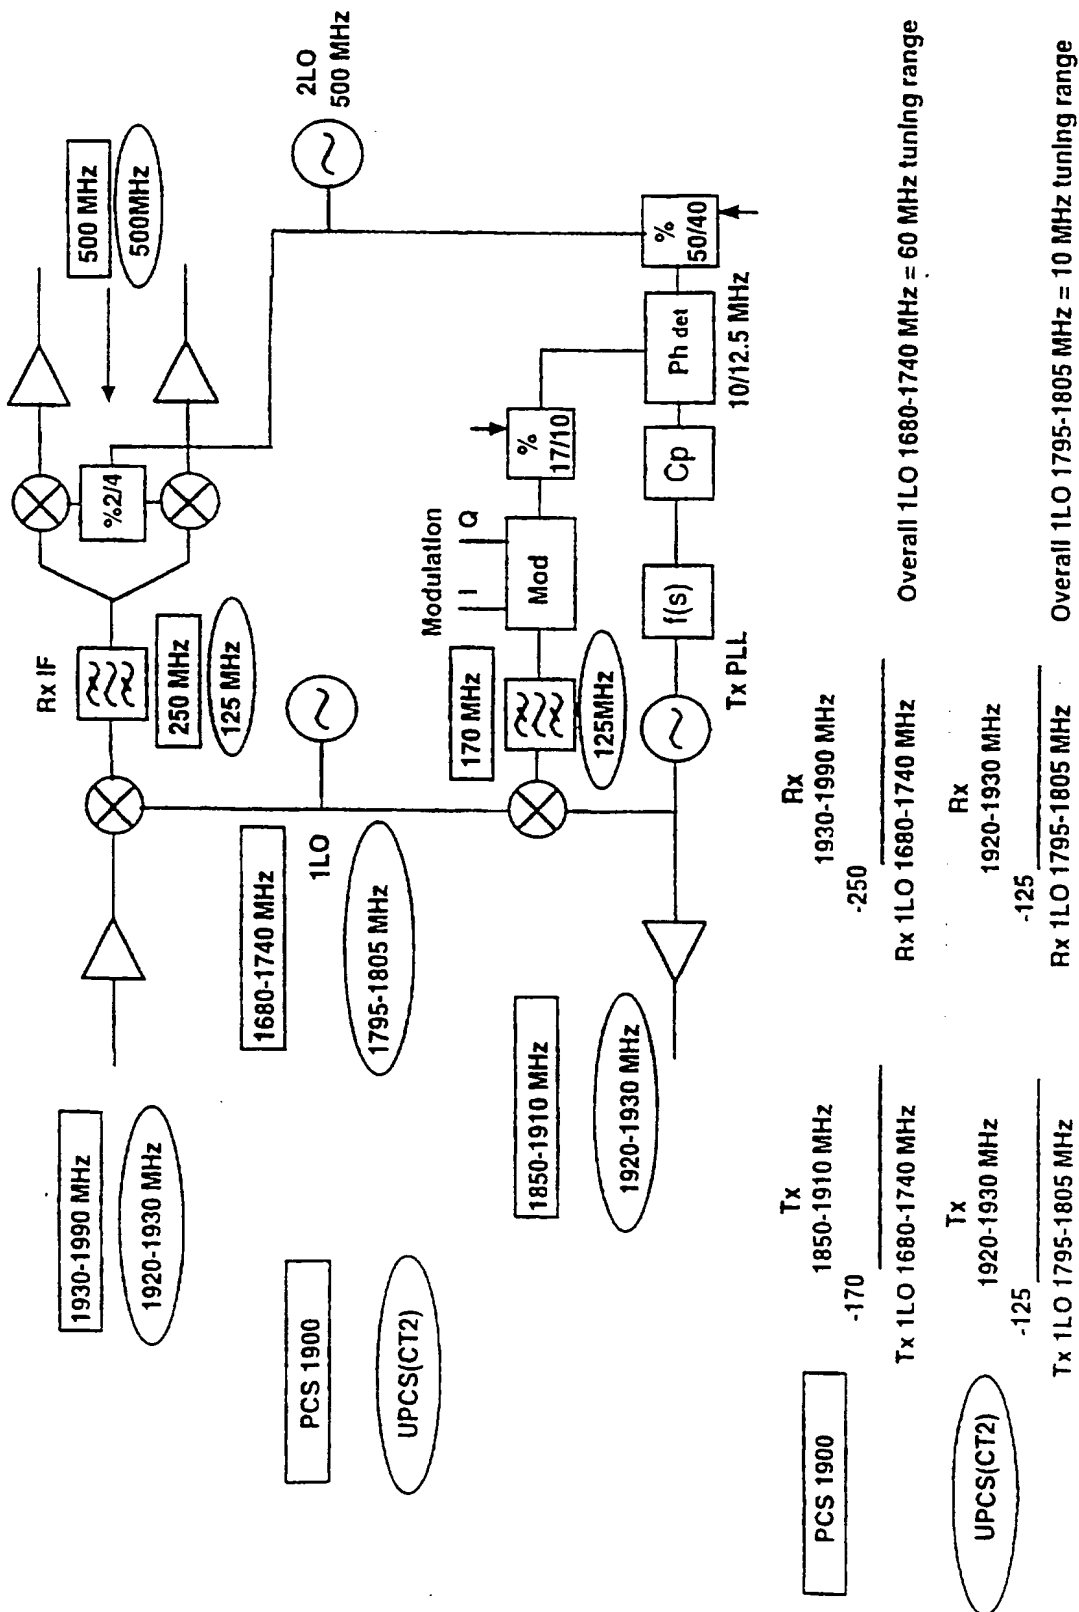 1930-1990 MHz
1920-1930 MHz
PCS 1900
UPCS(CT2)
Rx IF
250 MHz
125 MHz
%2/4
500 MHz
500MHz
2LO
500 MHz
1680-1740 MHz
1LO
1795-1805 MHz
Modulation
I
Q
170 MHz
125MHz
Mod
%
17/10
1850-1910 MHz
1920-1930 MHz
Tx PLL
f(s)
Cp
Ph det
10/12.5 MHz
%
50/40
PCS 1900
Tx
1850-1910 MHz
-170
Tx 1LO 1680-1740 MHz
Rx
1930-1990 MHz
-250
Rx 1LO 1680-1740 MHz
Overall 1LO 1680-1740 MHz = 60 MHz tuning range
UPCS(CT2)
Tx
1920-1930 MHz
-125
Tx 1LO 1795-1805 MHz
Rx
1920-1930 MHz
-125
Rx 1LO 1795-1805 MHz
Overall 1LO 1795-1805 MHz = 10 MHz tuning range